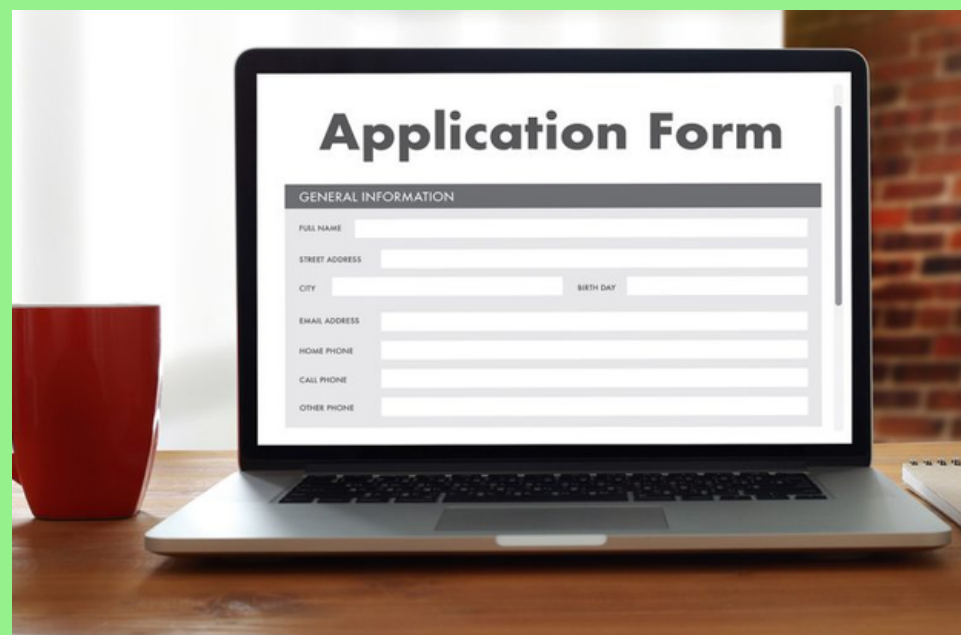 Application Form
GENERAL INFORMATION
FULL NAME
STREET ADDRESS
CITY BIRTH DAY
EMAIL ADDRESS
HOME PHONE
CALL PHONE
OTHER PHONE